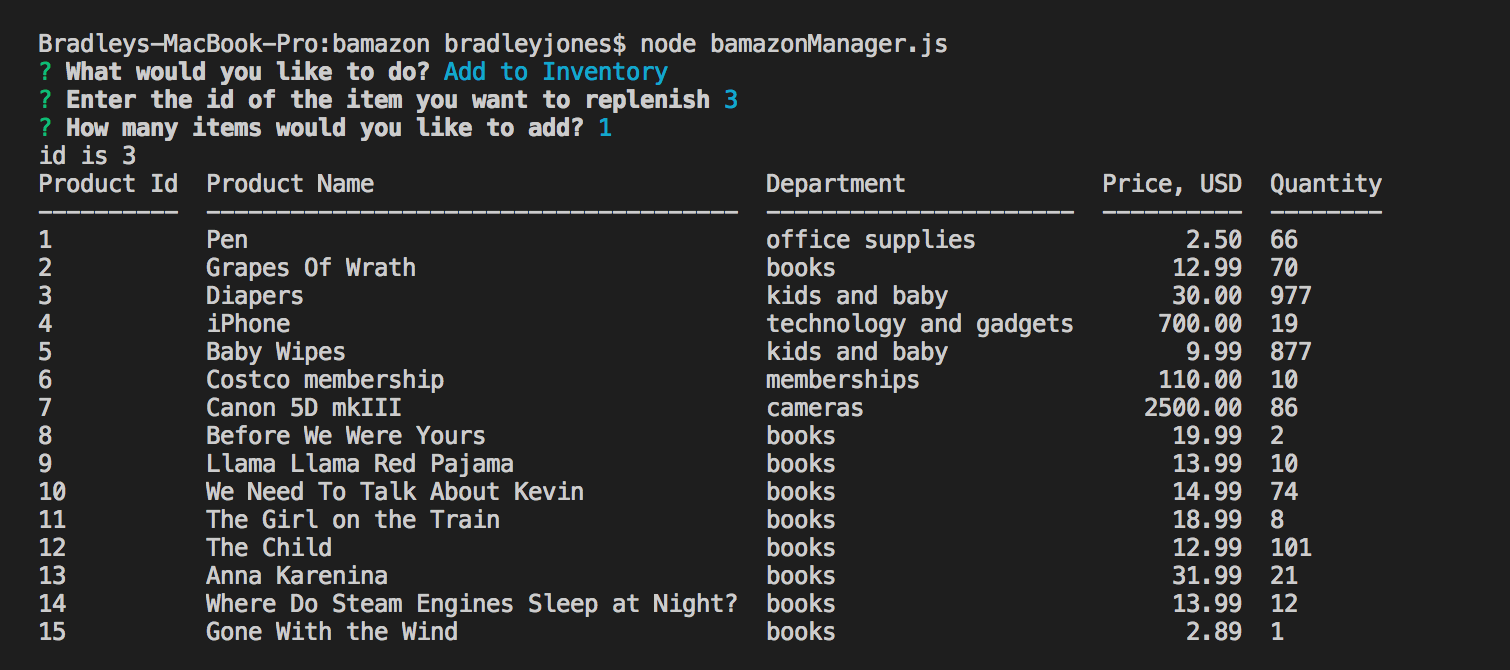 Bradleys-MacBook-Pro:bamazon bradleyjones$ node bamazonManager.js
? What would you like to do? Add to Inventory
? Enter the id of the item you want to replenish 3
? How many items would you like to add? 1
id is 3
Product Id  Product Name                            Department              Price, USD  Quantity
----------  --------------------------------------  ----------------------  ----------  --------
1           Pen                                     office supplies               2.50  66
2           Grapes Of Wrath                         books                        12.99  70
3           Diapers                                 kids and baby                30.00  977
4           iPhone                                  technology and gadgets      700.00  19
5           Baby Wipes                              kids and baby                 9.99  877
6           Costco membership                       memberships                 110.00  10
7           Canon 5D mkIII                          cameras                    2500.00  86
8           Before We Were Yours                    books                        19.99  2
9           Llama Llama Red Pajama                  books                        13.99  10
10          We Need To Talk About Kevin             books                        14.99  74
11          The Girl on the Train                   books                        18.99  8
12          The Child                               books                        12.99  101
13          Anna Karenina                           books                        31.99  21
14          Where Do Steam Engines Sleep at Night?  books                        13.99  12
15          Gone With the Wind                      books                         2.89  1